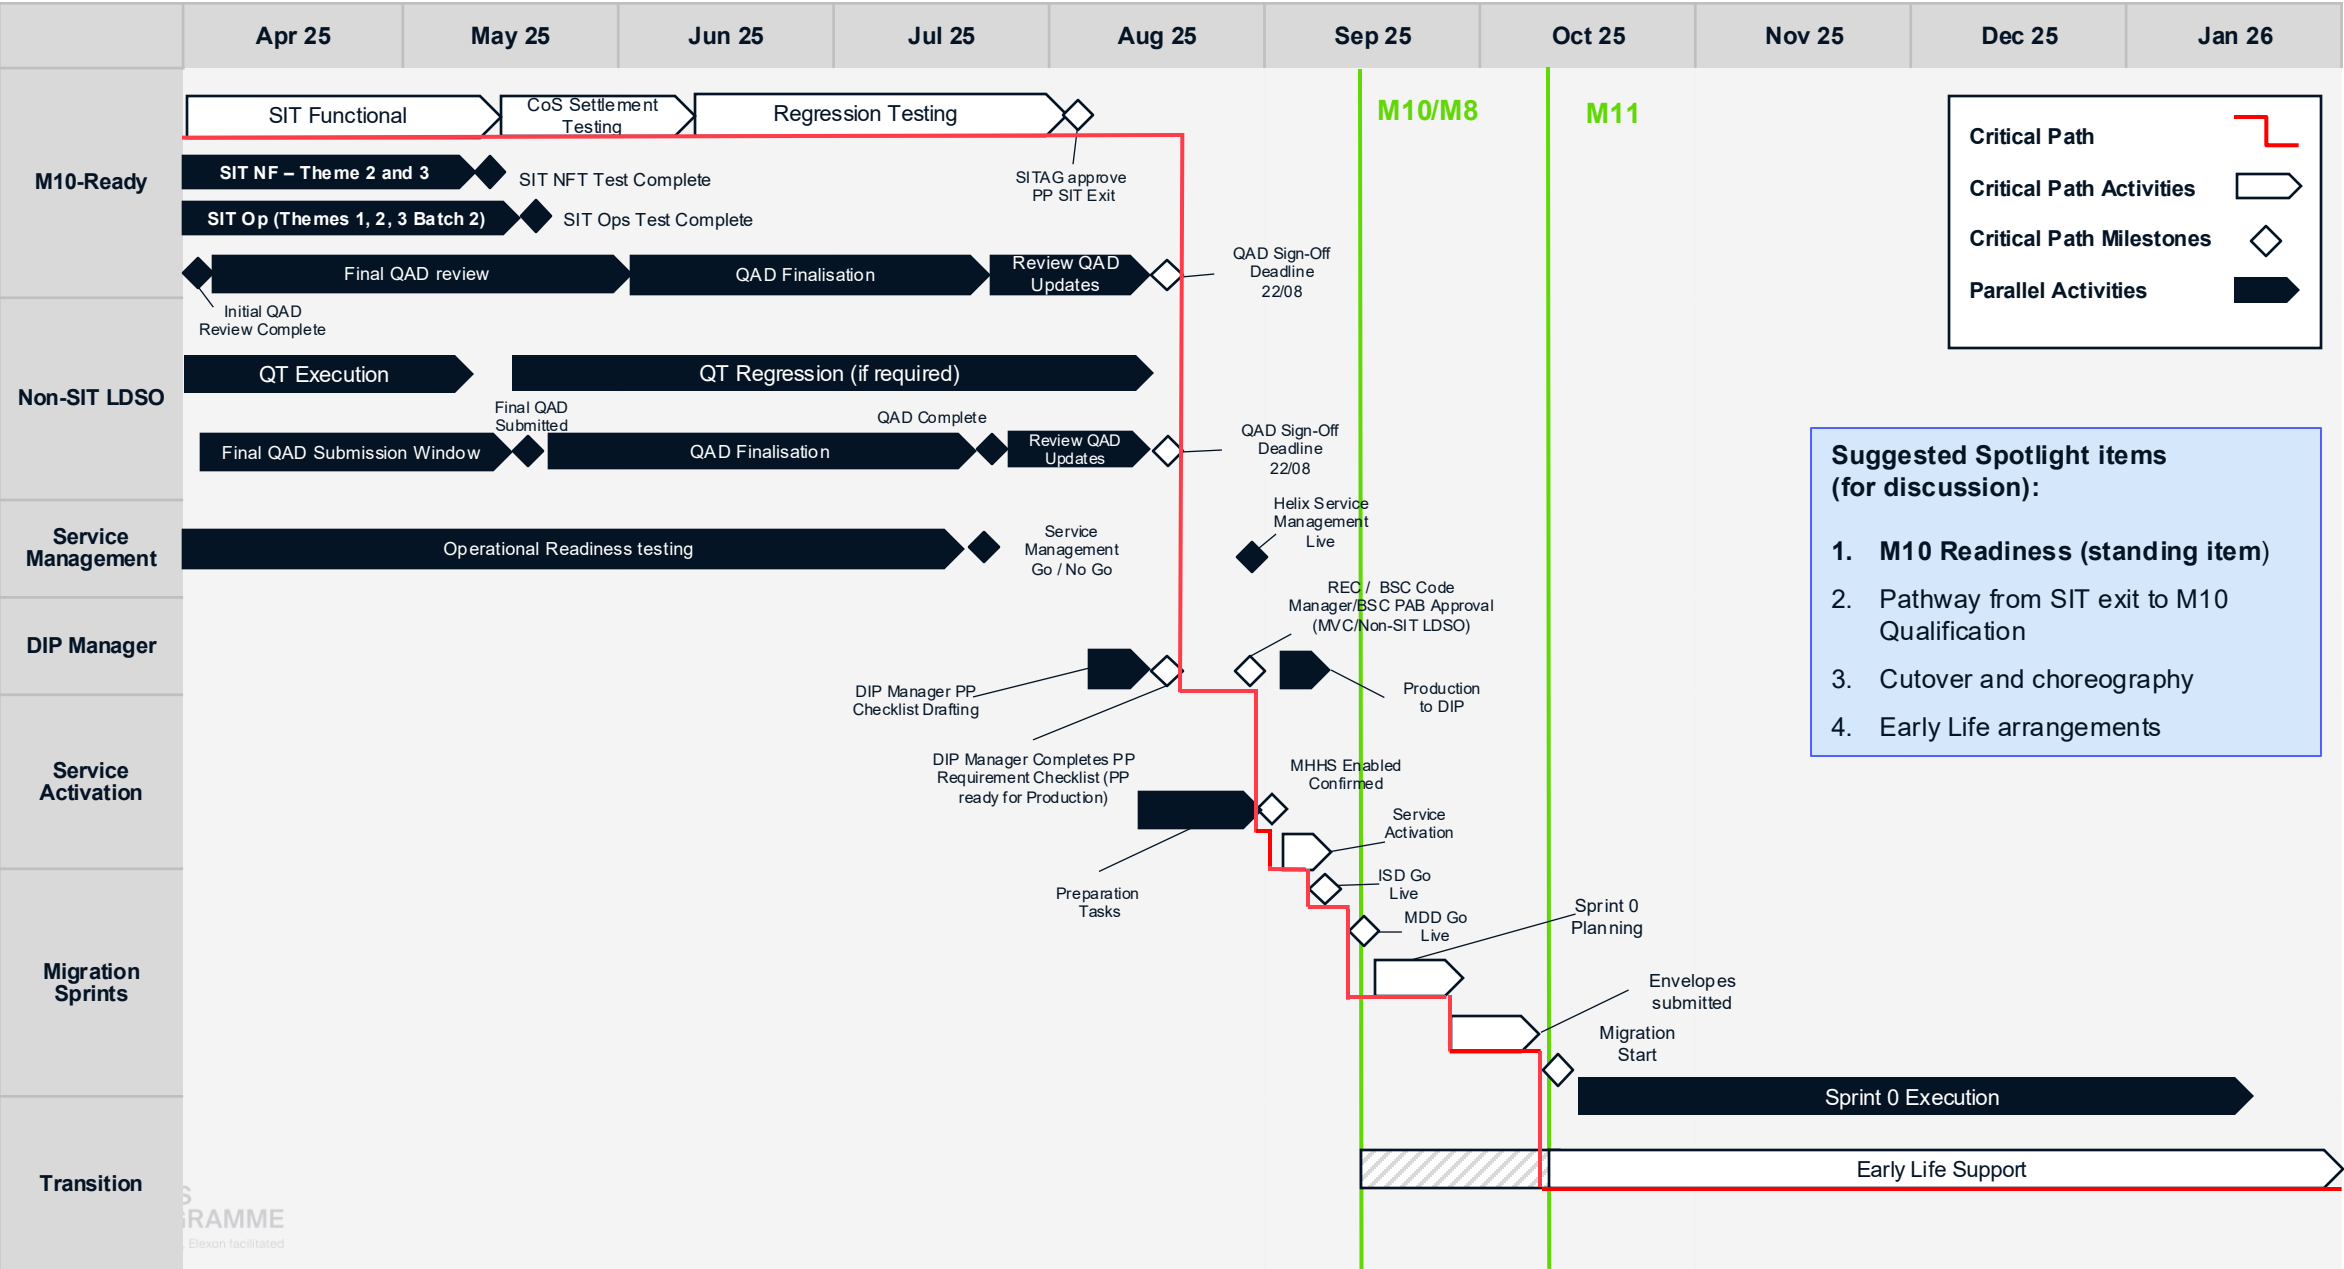 Apr 25
May 25
Jun 25
Jul 25
Aug 25
Sep 25
Oct 25
Nov 25
Dec 25
Jan 26
M10-Ready
SIT Functional
CoS Settlement
Testing
Regression Testing
SITAG approve
PP SIT Exit
M10/M8
M11
SIT NF – Theme 2 and 3
SIT NFT Test Complete
SIT Op (Themes 1, 2, 3 Batch 2)
SIT Ops Test Complete
Final QAD review
QAD Finalisation
Review QAD
Updates
QAD Sign-Off
Deadline
22/08
Initial QAD
Review Complete
Critical Path
Critical Path Activities
Critical Path Milestones
Parallel Activities
Non-SIT LDSO
QT Execution
QT Regression (if required)
Final QAD
Submitted
QAD Complete
Final QAD Submission Window
QAD Finalisation
Review QAD
Updates
QAD Sign-Off
Deadline
22/08
Service
Management
Operational Readiness testing
Service
Management
Go / No Go
Helix Service
Management
Live
DIP Manager
REC / BSC Code
Manager/BSC PAB Approval
(MVC/Non-SIT LDSO)
DIP Manager PP
Checklist Drafting
Production
to DIP
DIP Manager Completes PP
Requirement Checklist (PP
ready for Production)
Service
Activation
MHHS Enabled
Confirmed
Service
Activation
Preparation
Tasks
Migration
Sprints
ISD Go
Live
MDD Go
Live
Sprint 0
Planning
Envelopes
submitted
Migration
Start
Sprint 0 Execution
Transition
Early Life Support
Suggested Spotlight items
(for discussion):
1. M10 Readiness (standing item)
2. Pathway from SIT exit to M10
Qualification
3. Cutover and choreography
4. Early Life arrangements
S
GRAMME
Elexon facilitated